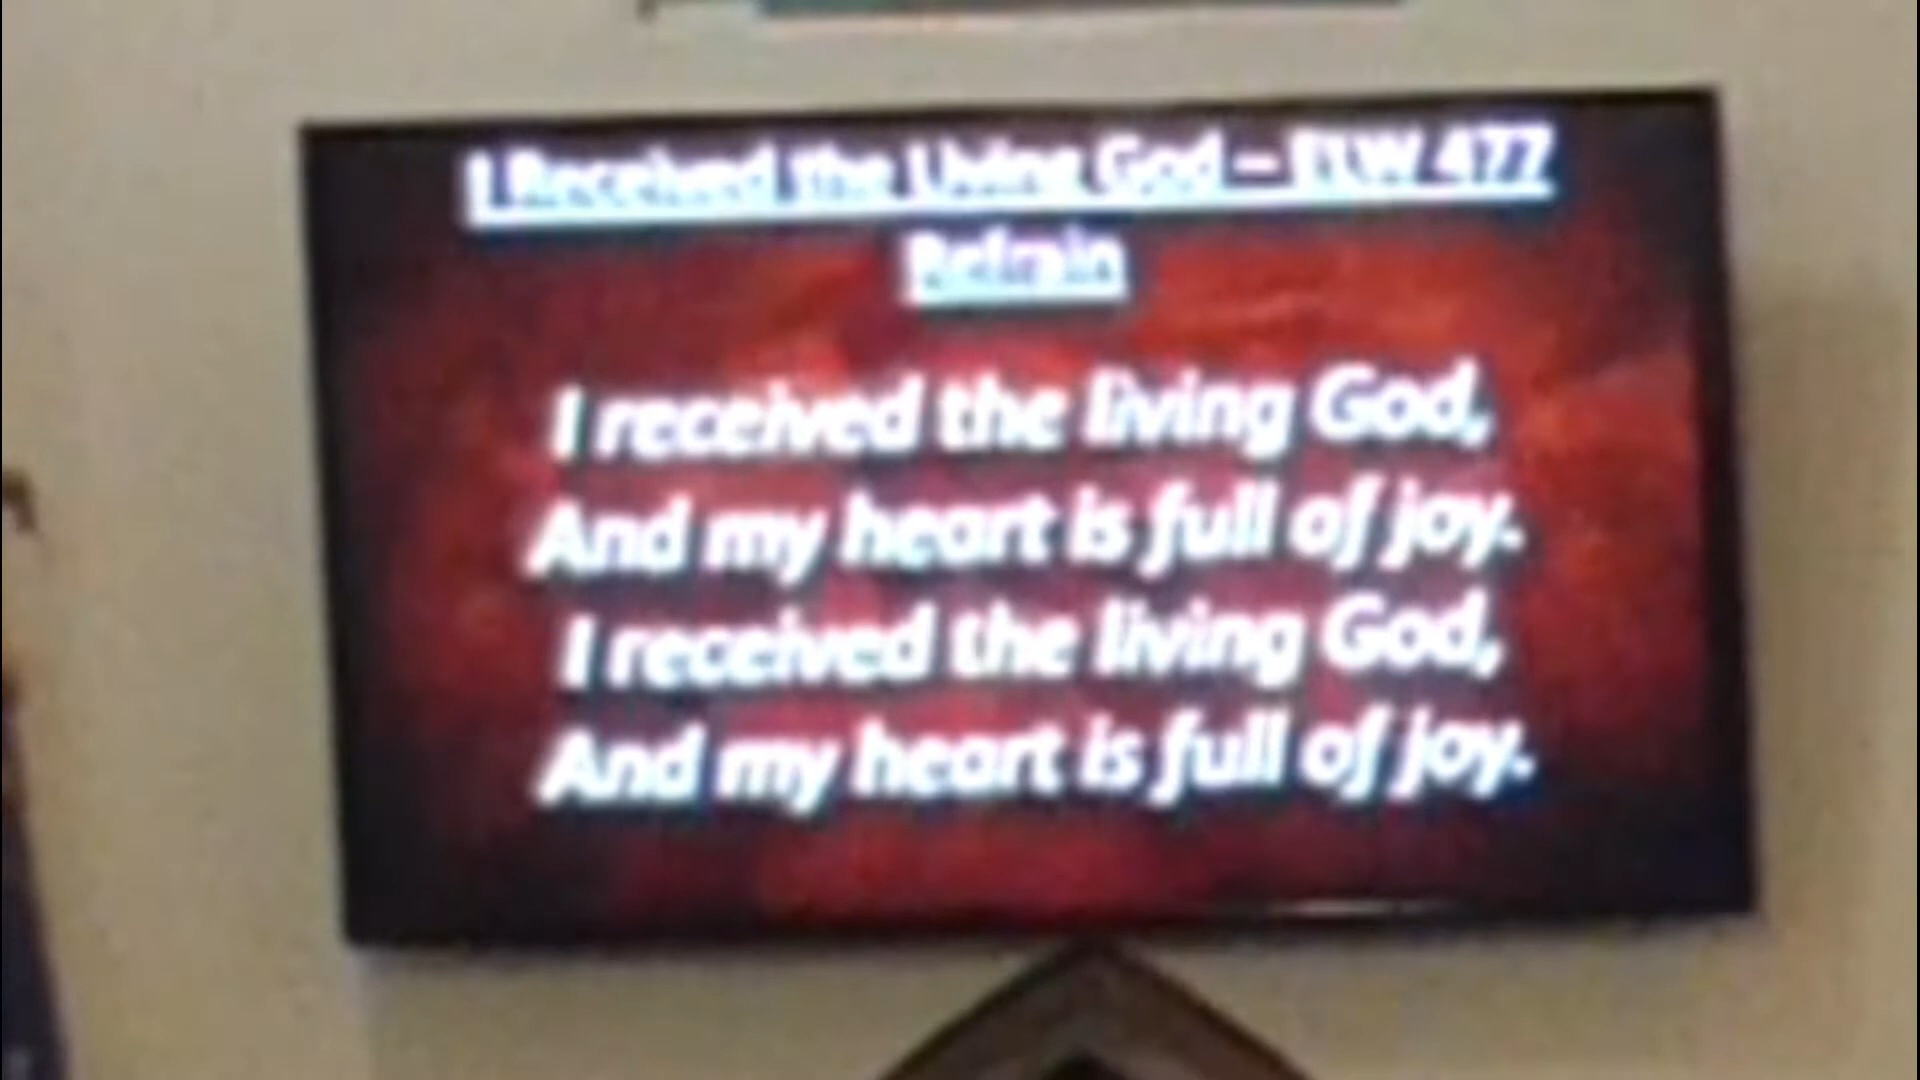 I Received the Living God – ELW 477
Refrain
I received the living God,
And my heart is full of joy.
I received the living God,
And my heart is full of joy.